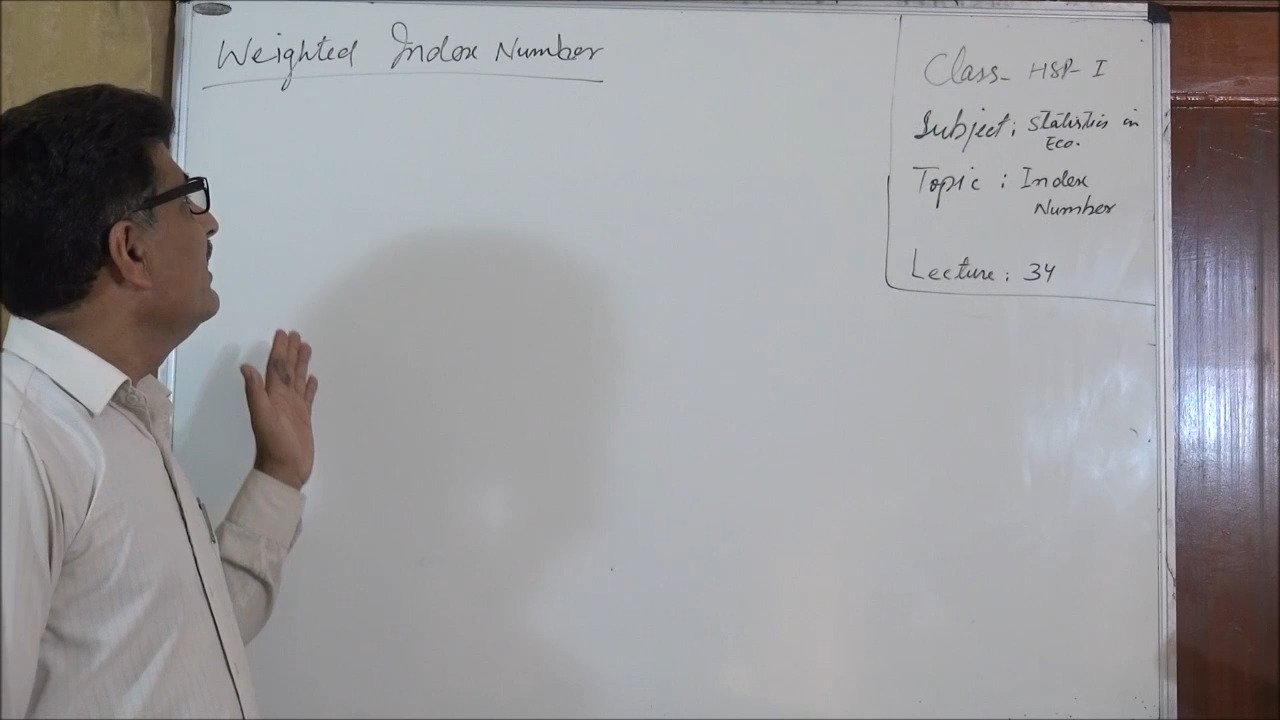 Weighted Index Number
Class- HSP-I
Subject: Statistics in
Eco.
Topic: Index
Number
Lecture: 34